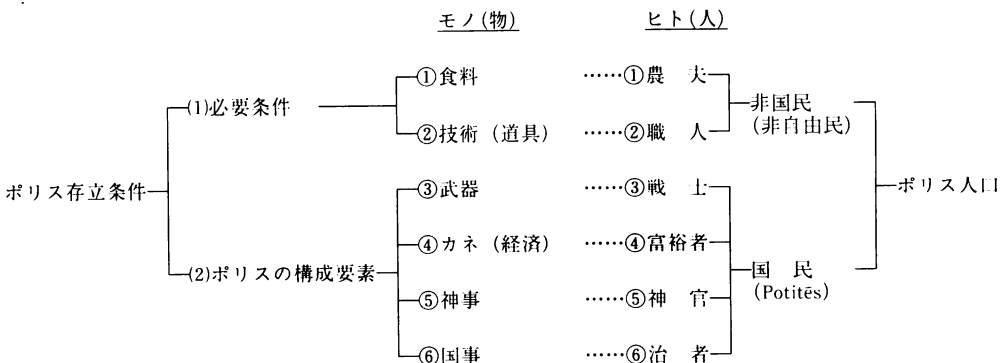 モノ(物) ヒト(人)
①食料 ……①農 夫
(1)必要条件 非国民
(非自由民)
②技術 (道具) ……②職 人
ポリス存立条件 ③武器 ……③戦 士 ポリス人口
④カネ (経済) ……④富裕者
(2)ポリスの構成要素 国 民
(Potitēs)
⑤神事 ……⑤神 官
⑥国事 ……⑥治 者